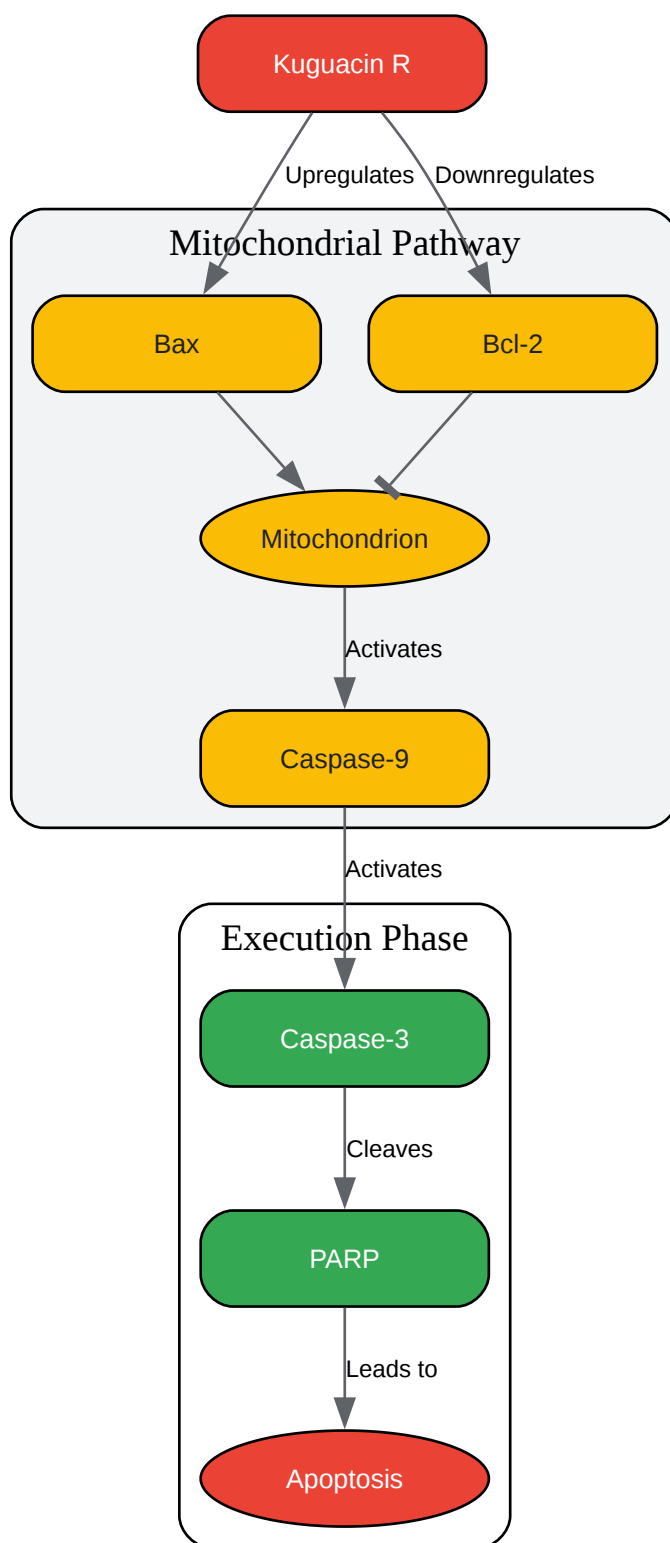 Kuguacin R
Upregulates
Downregulates
Mitochondrial Pathway
Bax
Bcl-2
Mitochondrion
Activates
Caspase-9
Activates
Execution Phase
Caspase-3
Cleaves
PARP
Leads to
Apoptosis